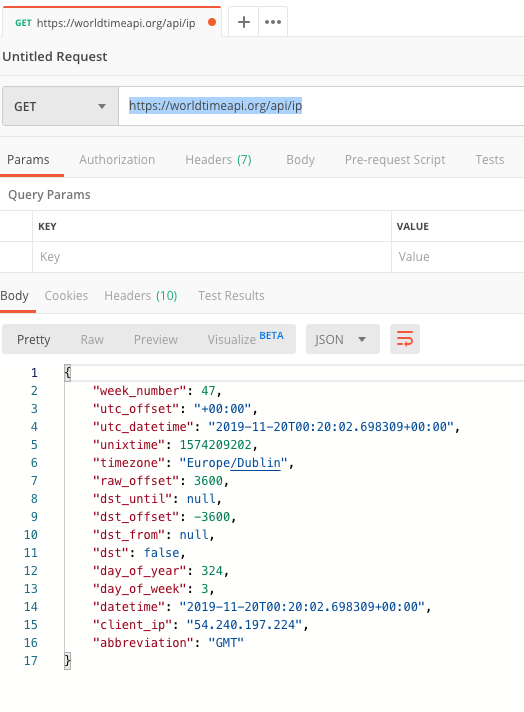 GET https://worldtimeapi.org/api/ip + •••
Untitled Request
GET https://worldtimeapi.org/api/ip
Params Authorization Headers (7) Body Pre-request Script Tests
Query Params
KEY VALUE
Key Value
Body Cookies Headers (10) Test Results
Pretty Raw Preview Visualize BETA JSON
1 {
2 "week_number": 47,
3 "utc_offset": "+00:00",
4 "utc_datetime": "2019-11-20T00:20:02.698309+00:00",
5 "unixtime": 1574209202,
6 "timezone": "Europe/Dublin",
7 "raw_offset": 3600,
8 "dst_until": null,
9 "dst_offset": -3600,
10 "dst_from": null,
11 "dst": false,
12 "day_of_year": 324,
13 "day_of_week": 3,
14 "datetime": "2019-11-20T00:20:02.698309+00:00",
15 "client_ip": "54.240.197.224",
16 "abbreviation": "GMT"
17 }